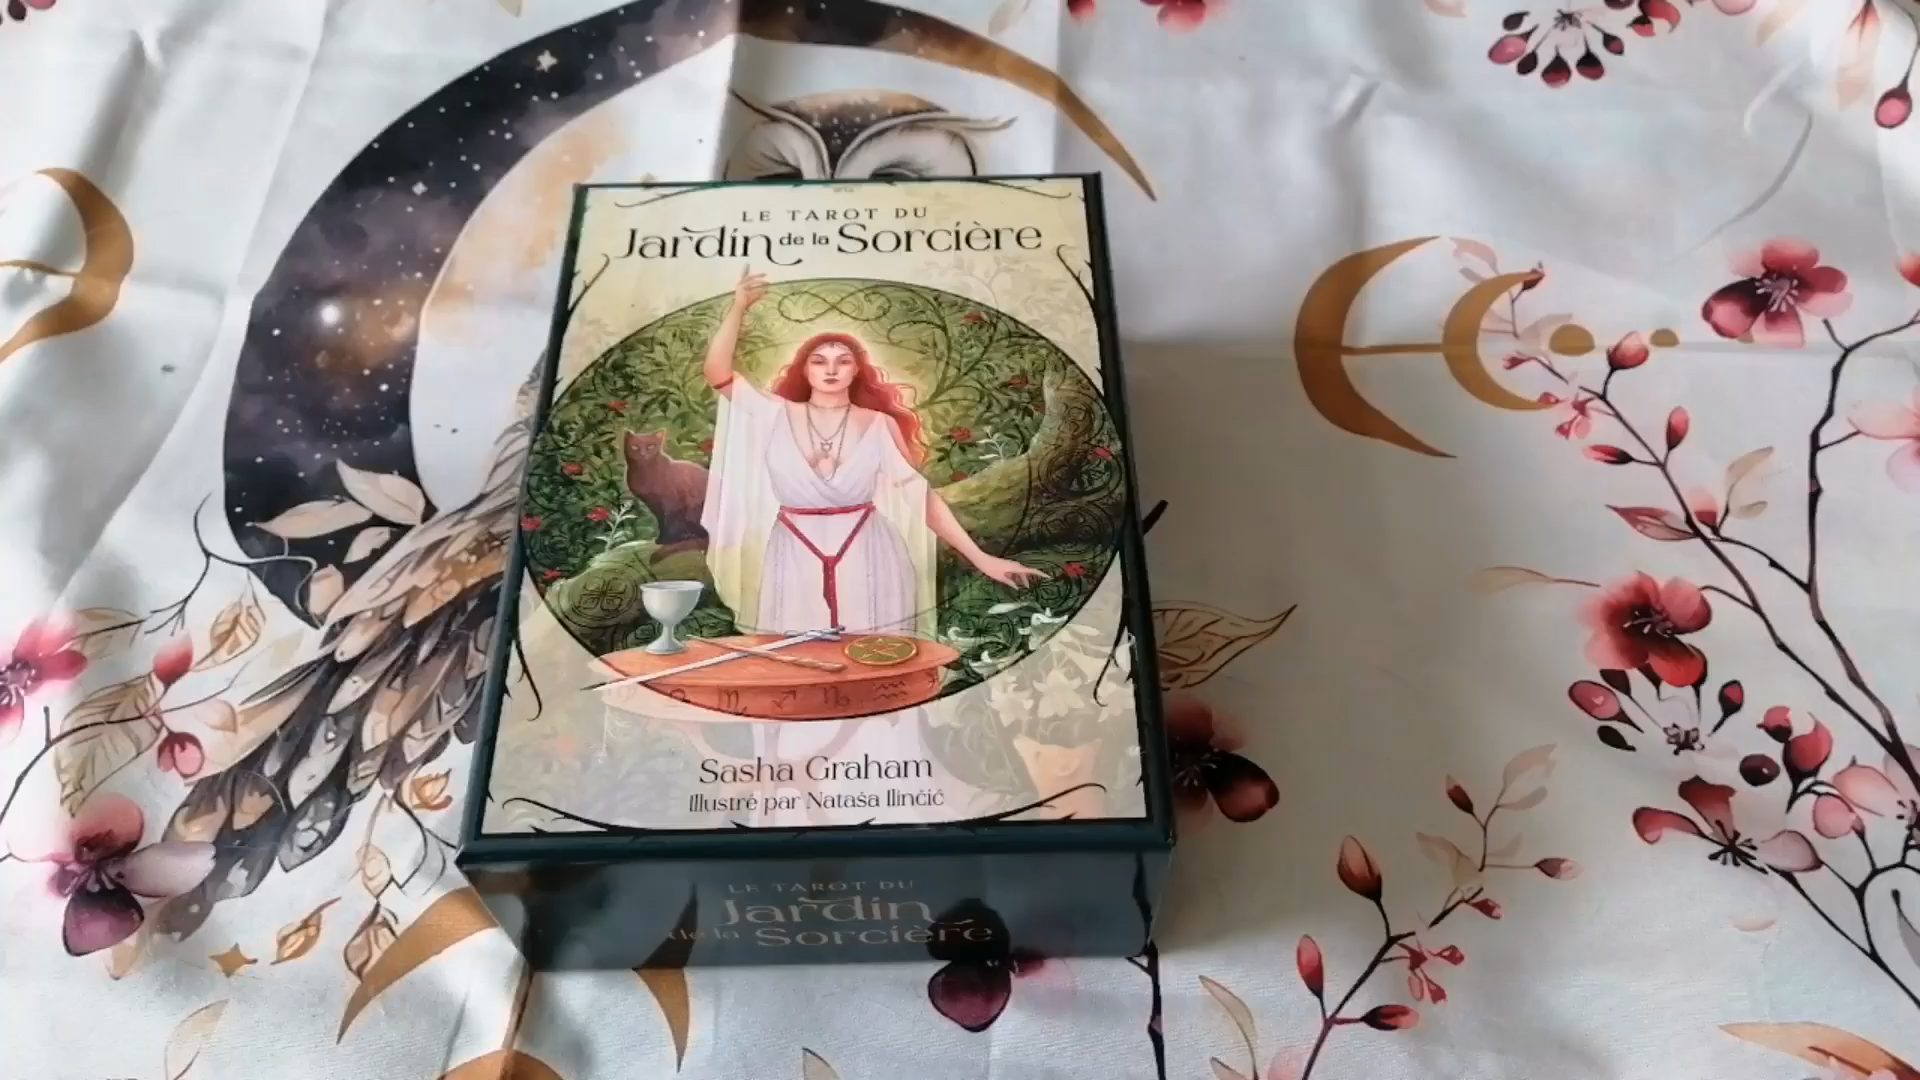 LE TAROT DU
Jardin de la Sorcière
Sasha Graham
Illustré par Nataša Ilinčić
LE TAROT DU
Jardin
de la Sorcière